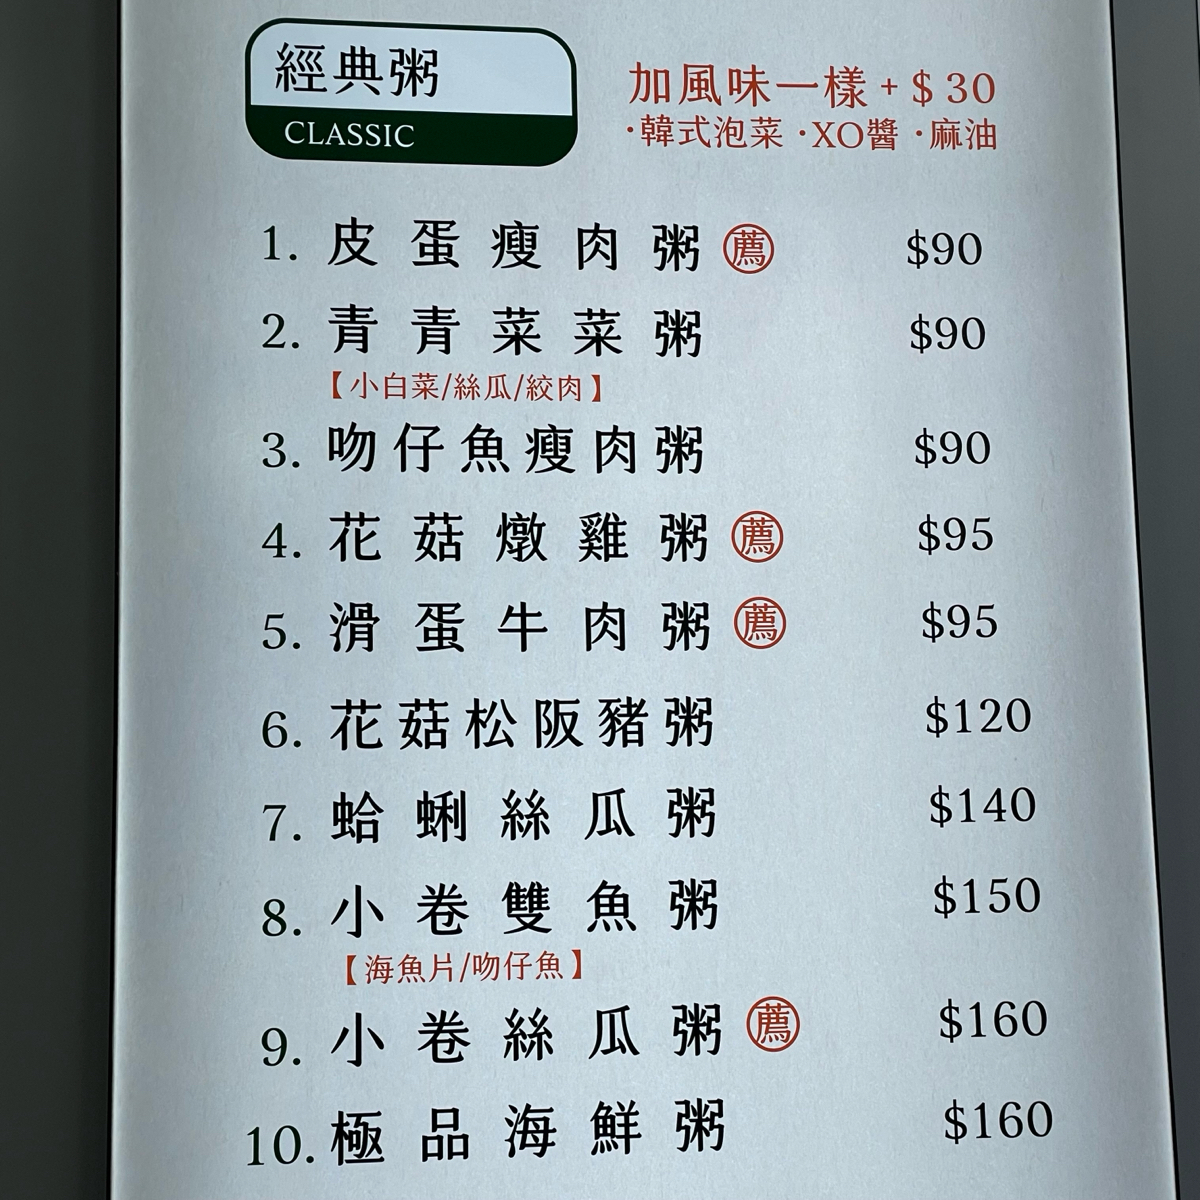 經典粥
CLASSIC
加風味一樣 + $ 30
·韓式泡菜 ·XO醬 ·麻油
1. 皮蛋瘦肉粥 薦 $90
2. 青青菜菜粥 $90
【小白菜/絲瓜/絞肉】
3. 吻仔魚瘦肉粥 $90
4. 花菇燉雞粥 薦 $95
5. 滑蛋牛肉粥 薦 $95
6. 花菇松阪豬粥 $120
7. 蛤蜊絲瓜粥 $140
8. 小卷雙魚粥 $150
【海魚片/吻仔魚】
9. 小卷絲瓜粥 薦 $160
10. 極品海鮮粥 $160